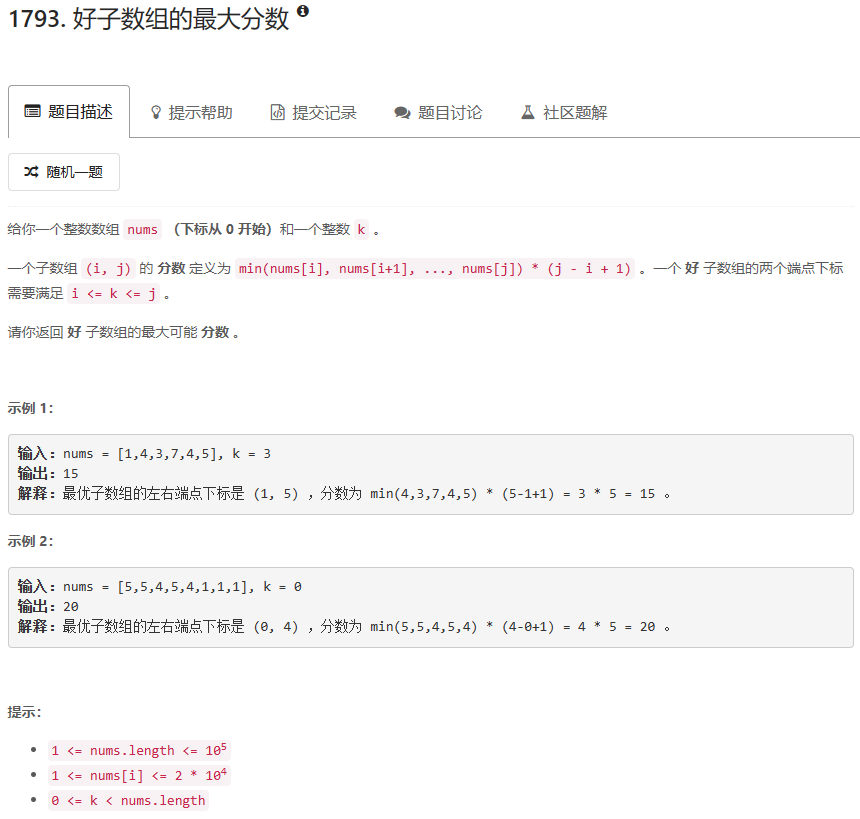 1793. 好子数组的最大分数
题目描述 提示帮助 提交记录 题目讨论 社区题解
随机一题
给你一个整数数组 nums （下标从 0 开始）和一个整数 k 。
一个子数组 (i, j) 的 分数 定义为 min(nums[i], nums[i+1], ..., nums[j]) * (j - i + 1) 。一个 好 子数组的两个端点下标
需要满足 i <= k <= j 。
请你返回 好 子数组的最大可能 分数 。
示例 1：
输入：nums = [1,4,3,7,4,5], k = 3
输出：15
解释：最优子数组的左右端点下标是 (1, 5) ，分数为 min(4,3,7,4,5) * (5-1+1) = 3 * 5 = 15 。
示例 2：
输入：nums = [5,5,4,5,4,1,1,1], k = 0
输出：20
解释：最优子数组的左右端点下标是 (0, 4) ，分数为 min(5,5,4,5,4) * (4-0+1) = 4 * 5 = 20 。
提示：
• 1 <= nums.length <= 10⁵
• 1 <= nums[i] <= 2 * 10⁴
• 0 <= k < nums.length